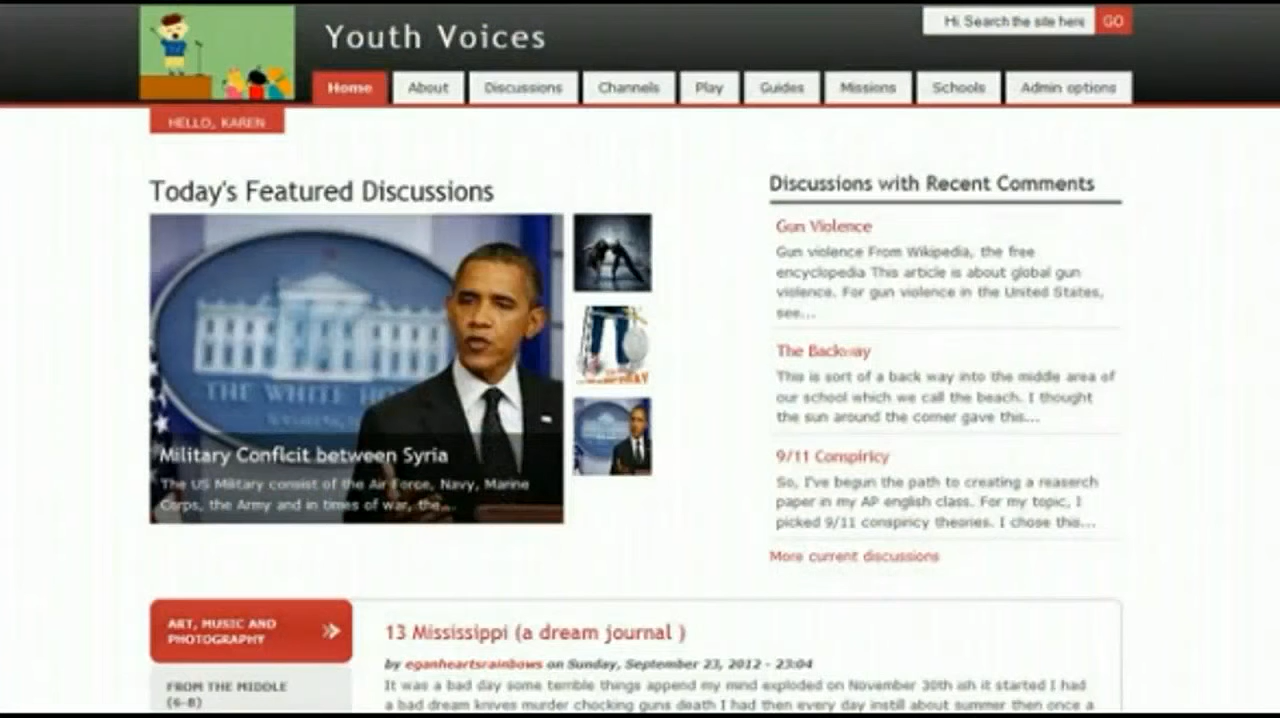 Youth Voices
Hi. Search the site here
GO
Home
About
Discussions
Channels
Play
Guides
Missions
Schools
Admin options
HELLO, KAREN
Today's Featured Discussions
THE WHITE HO
Military Conflcit between Syria
The US Military consist of the Air Force, Navy, Marine
Corps, the Army and in times of war, the...
Discussions with Recent Comments
Gun Violence
Gun violence From Wikipedia, the free
encyclopedia This article is about global gun
violence. For gun violence in the United States,
see...
The Backway
This is sort of a back way into the middle area of
our school which we call the beach. I thought
the sun around the corner gave this...
9/11 Conspiricy
So, I've begun the path to creating a reaserch
paper in my AP english class. For my topic, I
picked 9/11 conspiricy theories. I chose this...
More current discussions
ART, MUSIC AND
PHOTOGRAPHY
FROM THE MIDDLE
(6-8)
13 Mississippi (a dream journal )
by eganheartsrainbows on Sunday, September 23, 2012 - 23:04
It was a bad day some terrible things append my mind exploded on November 30th ish it started I had
a bad dream knives murder chocking guns death I had then every day instill about summer then once a